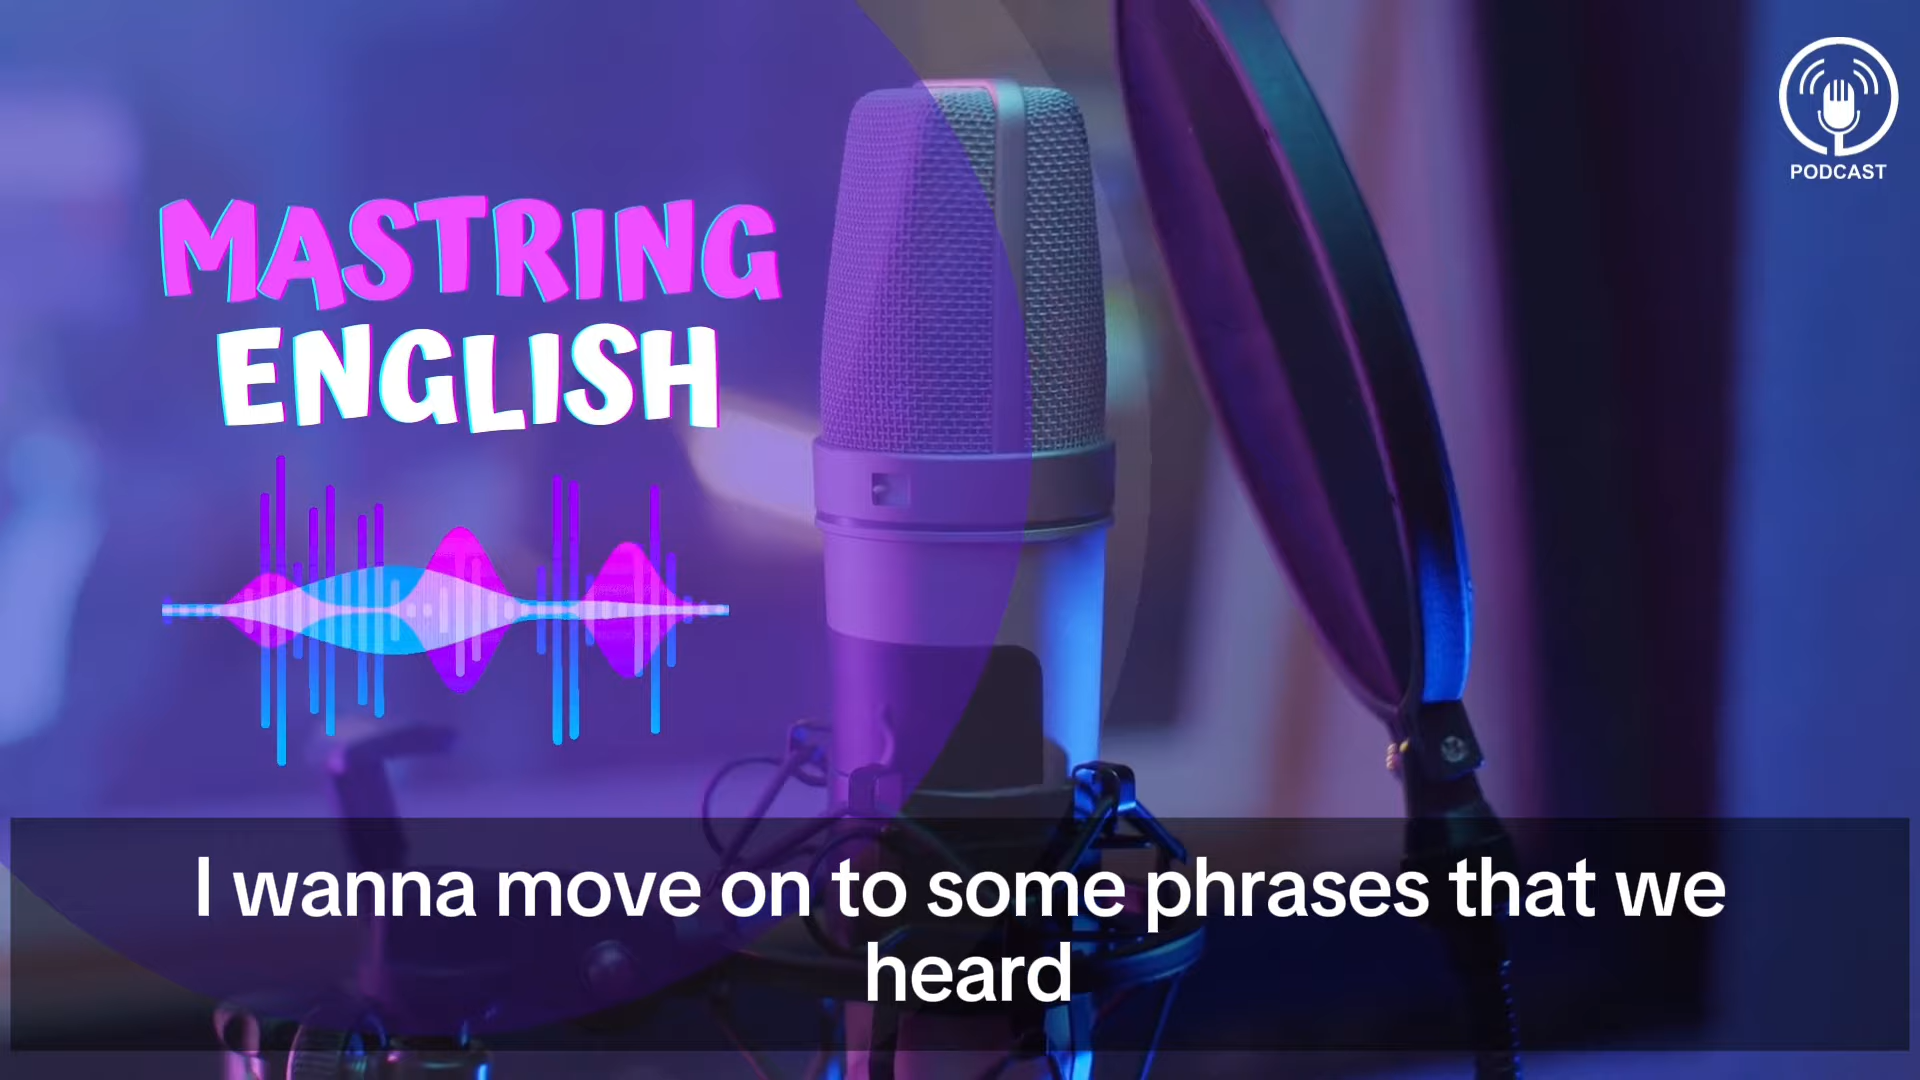 MASTRING
ENGLISH
PODCAST
I wanna move on to some phrases that we
heard